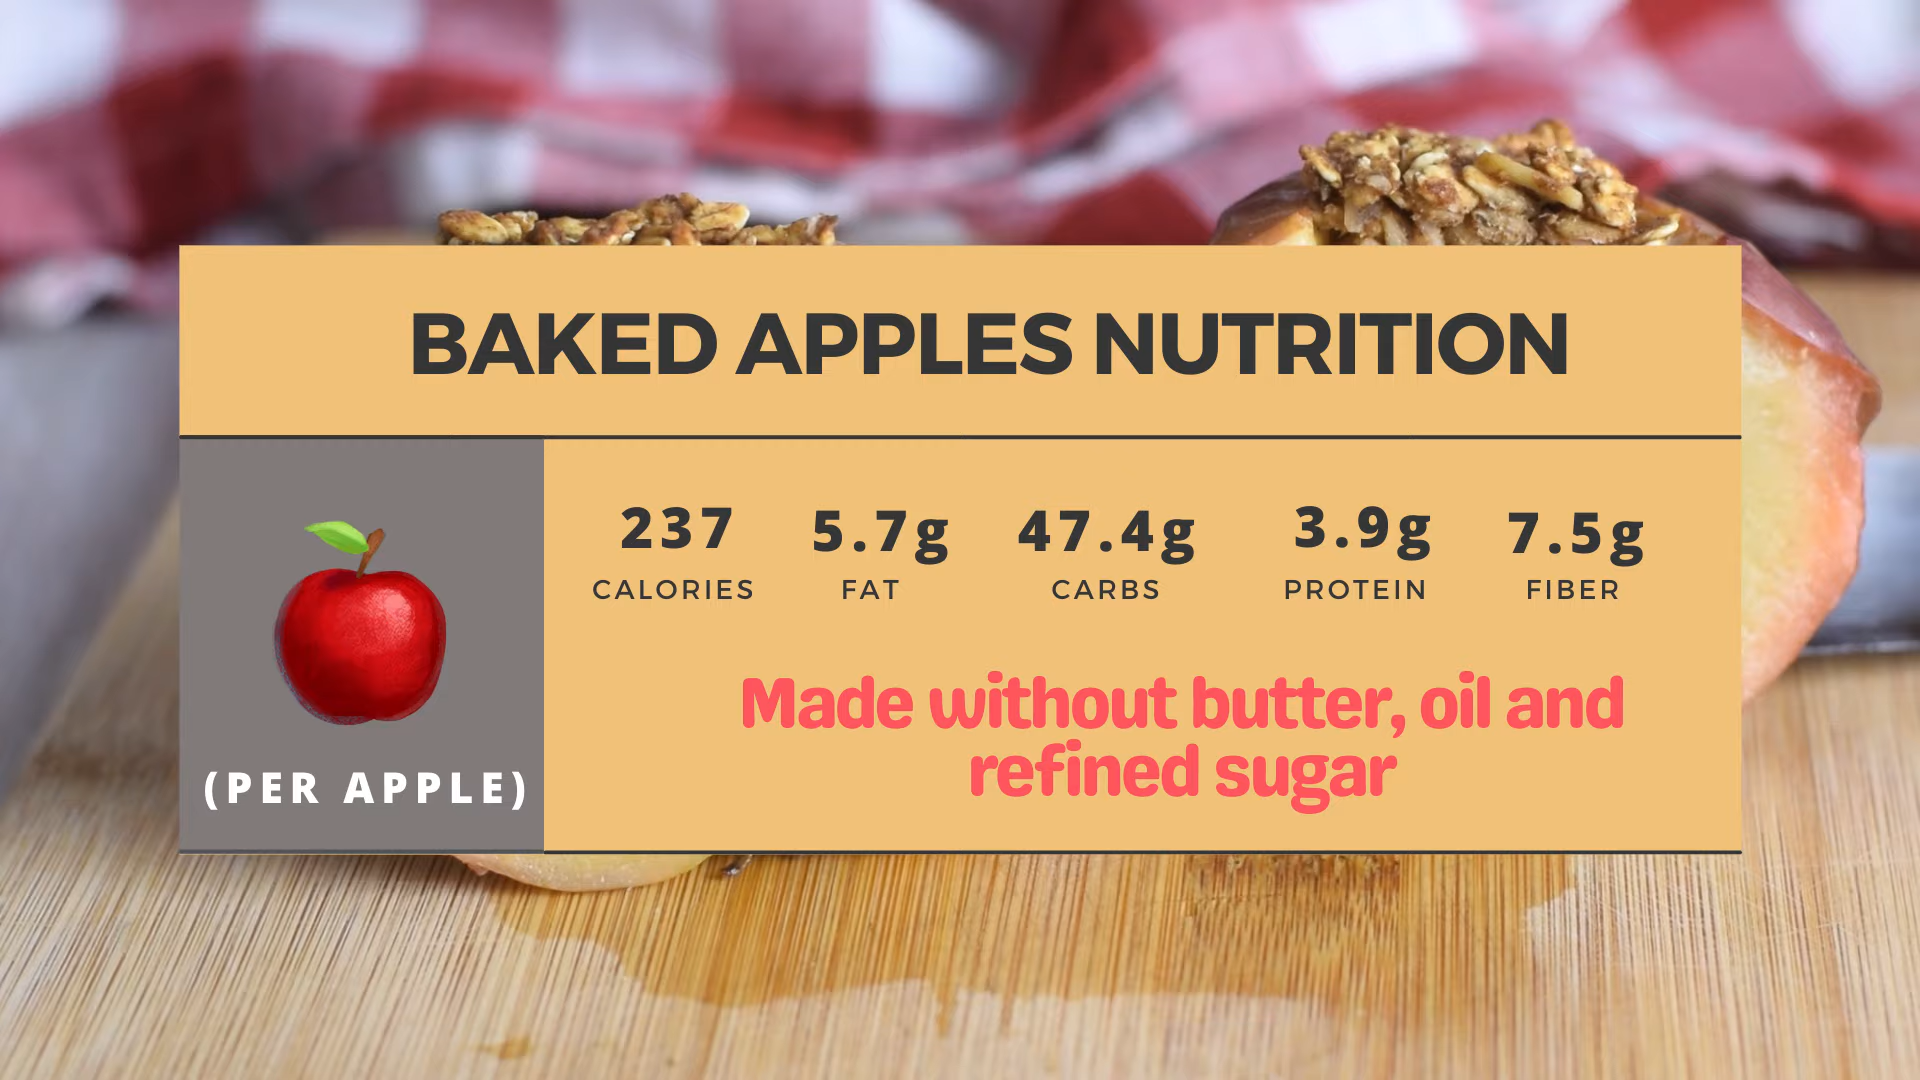 BAKED APPLES NUTRITION
237 5.7g 47.4g 3.9g 7.5g
CALORIES FAT CARBS PROTEIN FIBER
Made without butter, oil and
refined sugar
(PER APPLE)